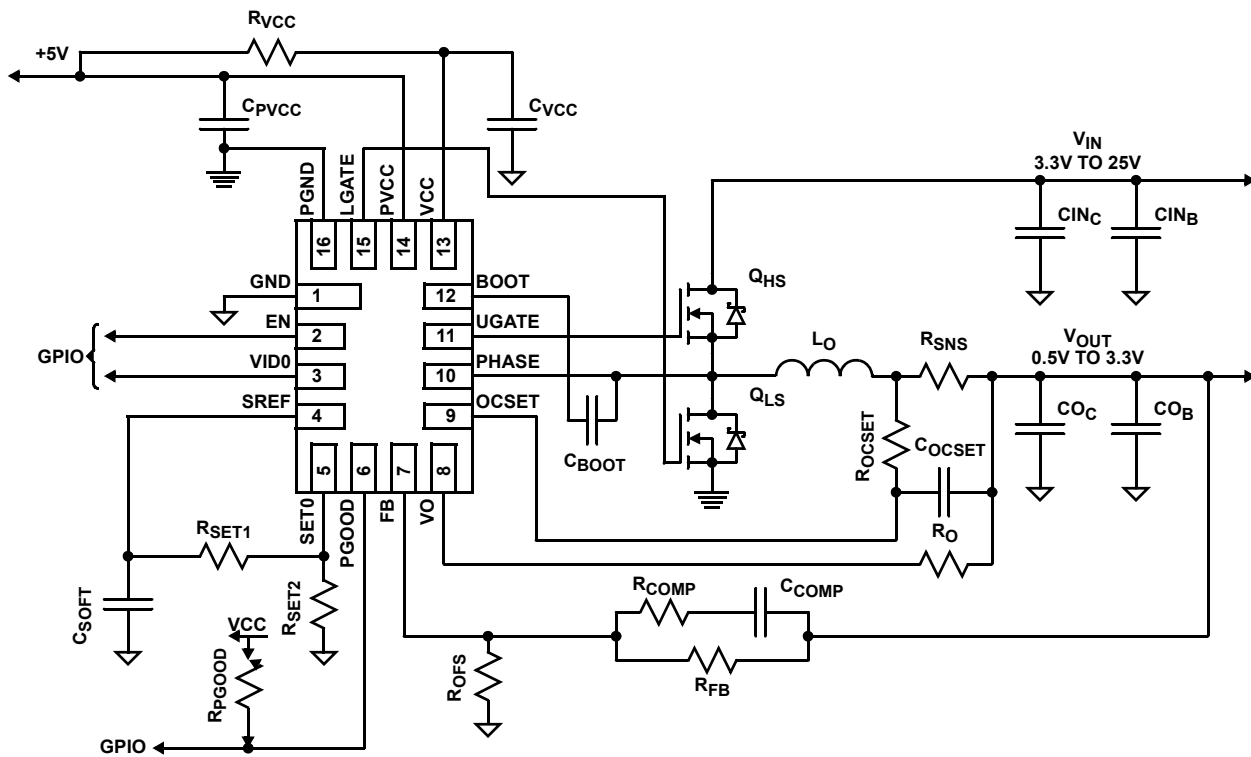 RVCC
+5V
CPVCC
CVCC
VIN
3.3V TO 25V
PGND
LGATE
PVCC
VCC
16
15
14
13
CINC
CINB
GND
1
12
BOOT
QHS
EN
2
11
UGATE
GPIO
VID0
3
10
PHASE
LO
RSNS
VOUT
0.5V TO 3.3V
SREF
4
9
OCSET
QLS
CBOOT
ROCSET
COCSET
COC
COB
5
6
7
8
SET0
PGOOD
FB
VO
RSET1
RO
CSOFT
RSET2
RCOMP
CCOMP
VCC
RPGOOD
ROFS
RFB
GPIO